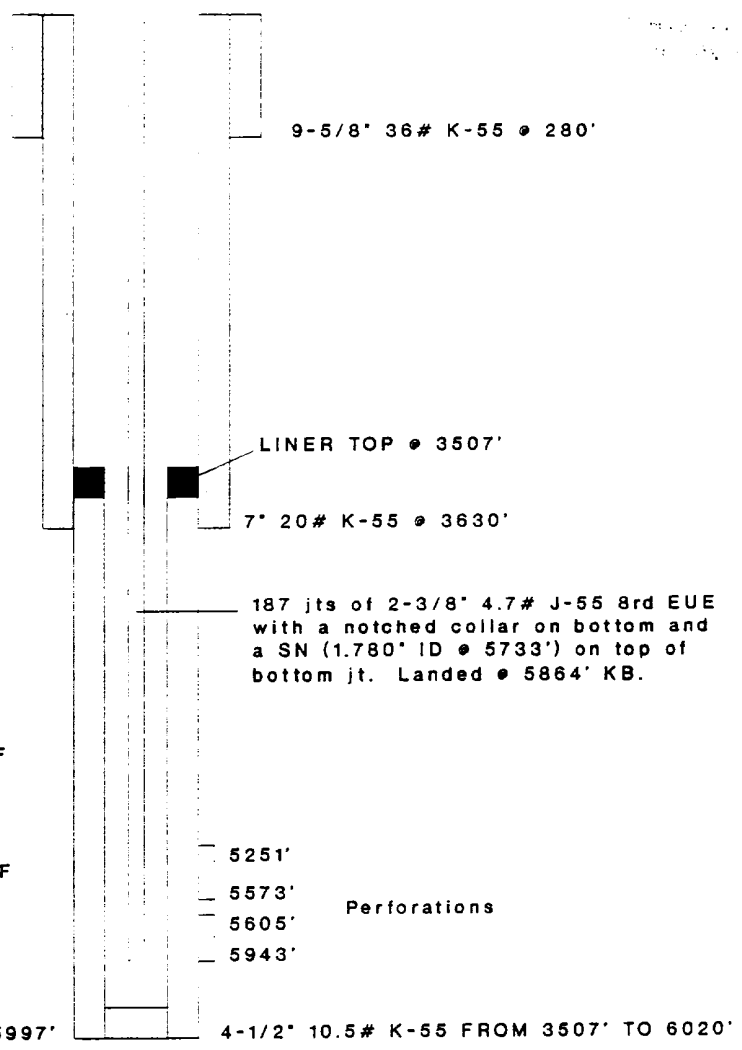 9-5/8" 36# K-55 @ 280'
LINER TOP @ 3507'
7" 20# K-55 @ 3630'
187 jts of 2-3/8" 4.7# J-55 8rd EUE
with a notched collar on bottom and
a SN (1.780" ID @ 5733') on top of
bottom jt. Landed @ 5864' KB.
F
F
5251'
5573'
Perforations
5605'
5943'
5997'
4-1/2" 10.5# K-55 FROM 3507' TO 6020'